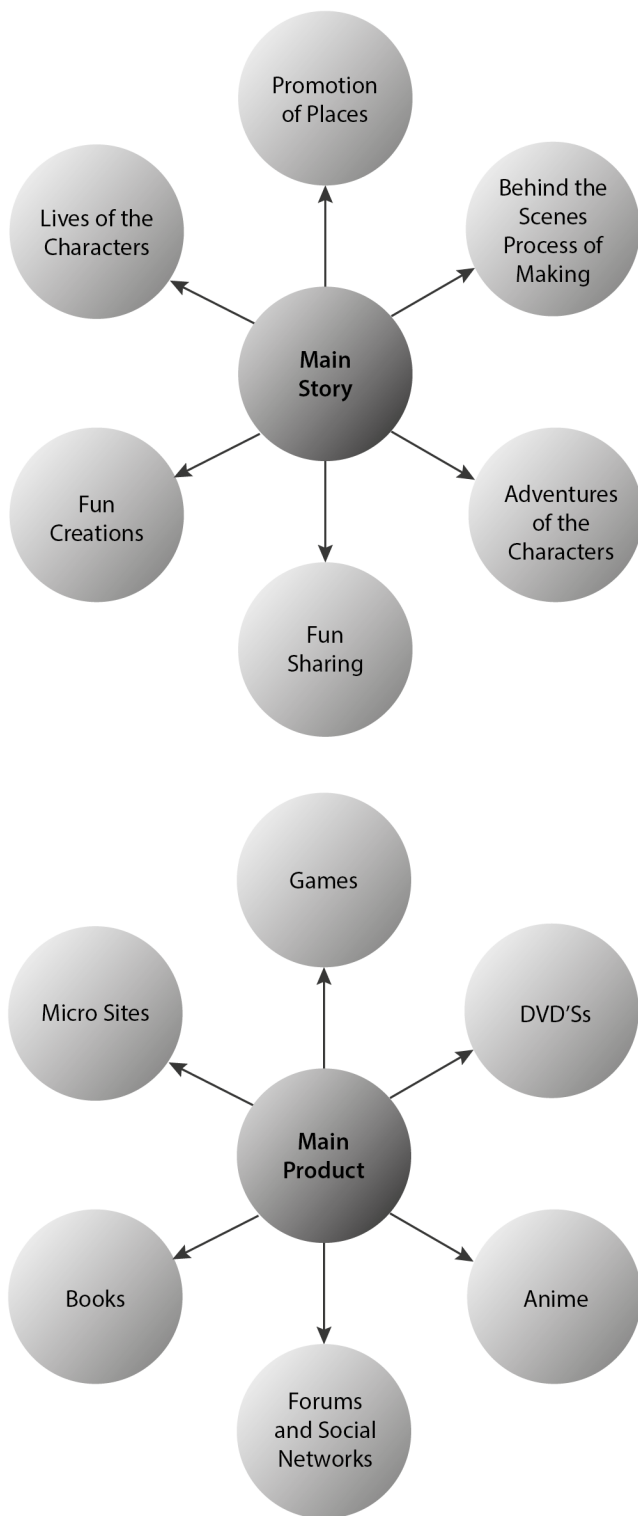 Promotion
of Places
Lives of the
Characters
Behind the
Scenes
Process of
Making
Main
Story
Fun
Creations
Adventures
of the
Characters
Fun
Sharing
Games
Micro Sites
DVD'Ss
Main
Product
Books
Anime
Forums
and Social
Networks